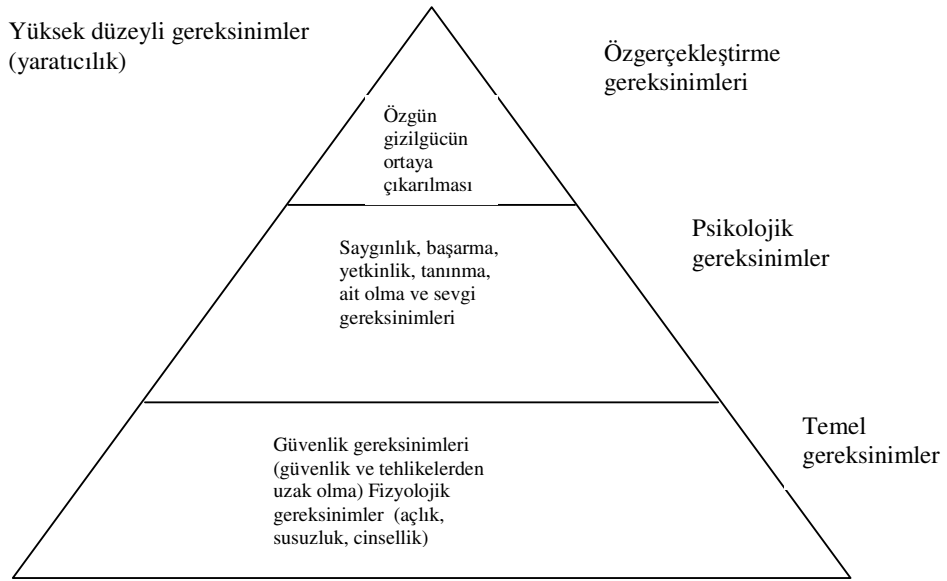 Yüksek düzeyli gereksinimler
(yaratıcılık)
Özgerçekleştirme
gereksinimleri
Özgün
gizilgücün
ortaya
çıkarılması
Psikolojik
gereksinimler
Saygınlık, başarma,
yetkinlik, tanınma,
ait olma ve sevgi
gereksinimleri
Temel
gereksinimler
Güvenlik gereksinimleri
(güvenlik ve tehlikelerden
uzak olma) Fizyolojik
gereksinimler (açlık,
susuzluk, cinsellik)